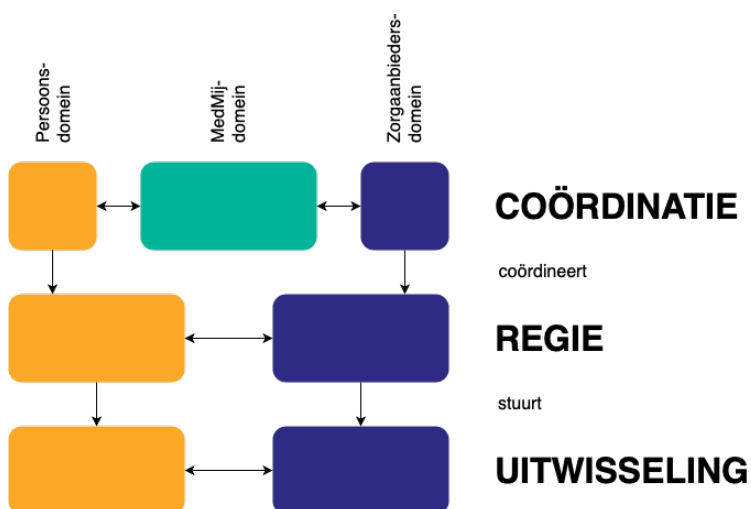 Persoons-
domein
MedMij-
domein
Zorgaanbieders-
domein
COÖRDINATIE
coördineert
REGIE
stuurt
UITWISSELING